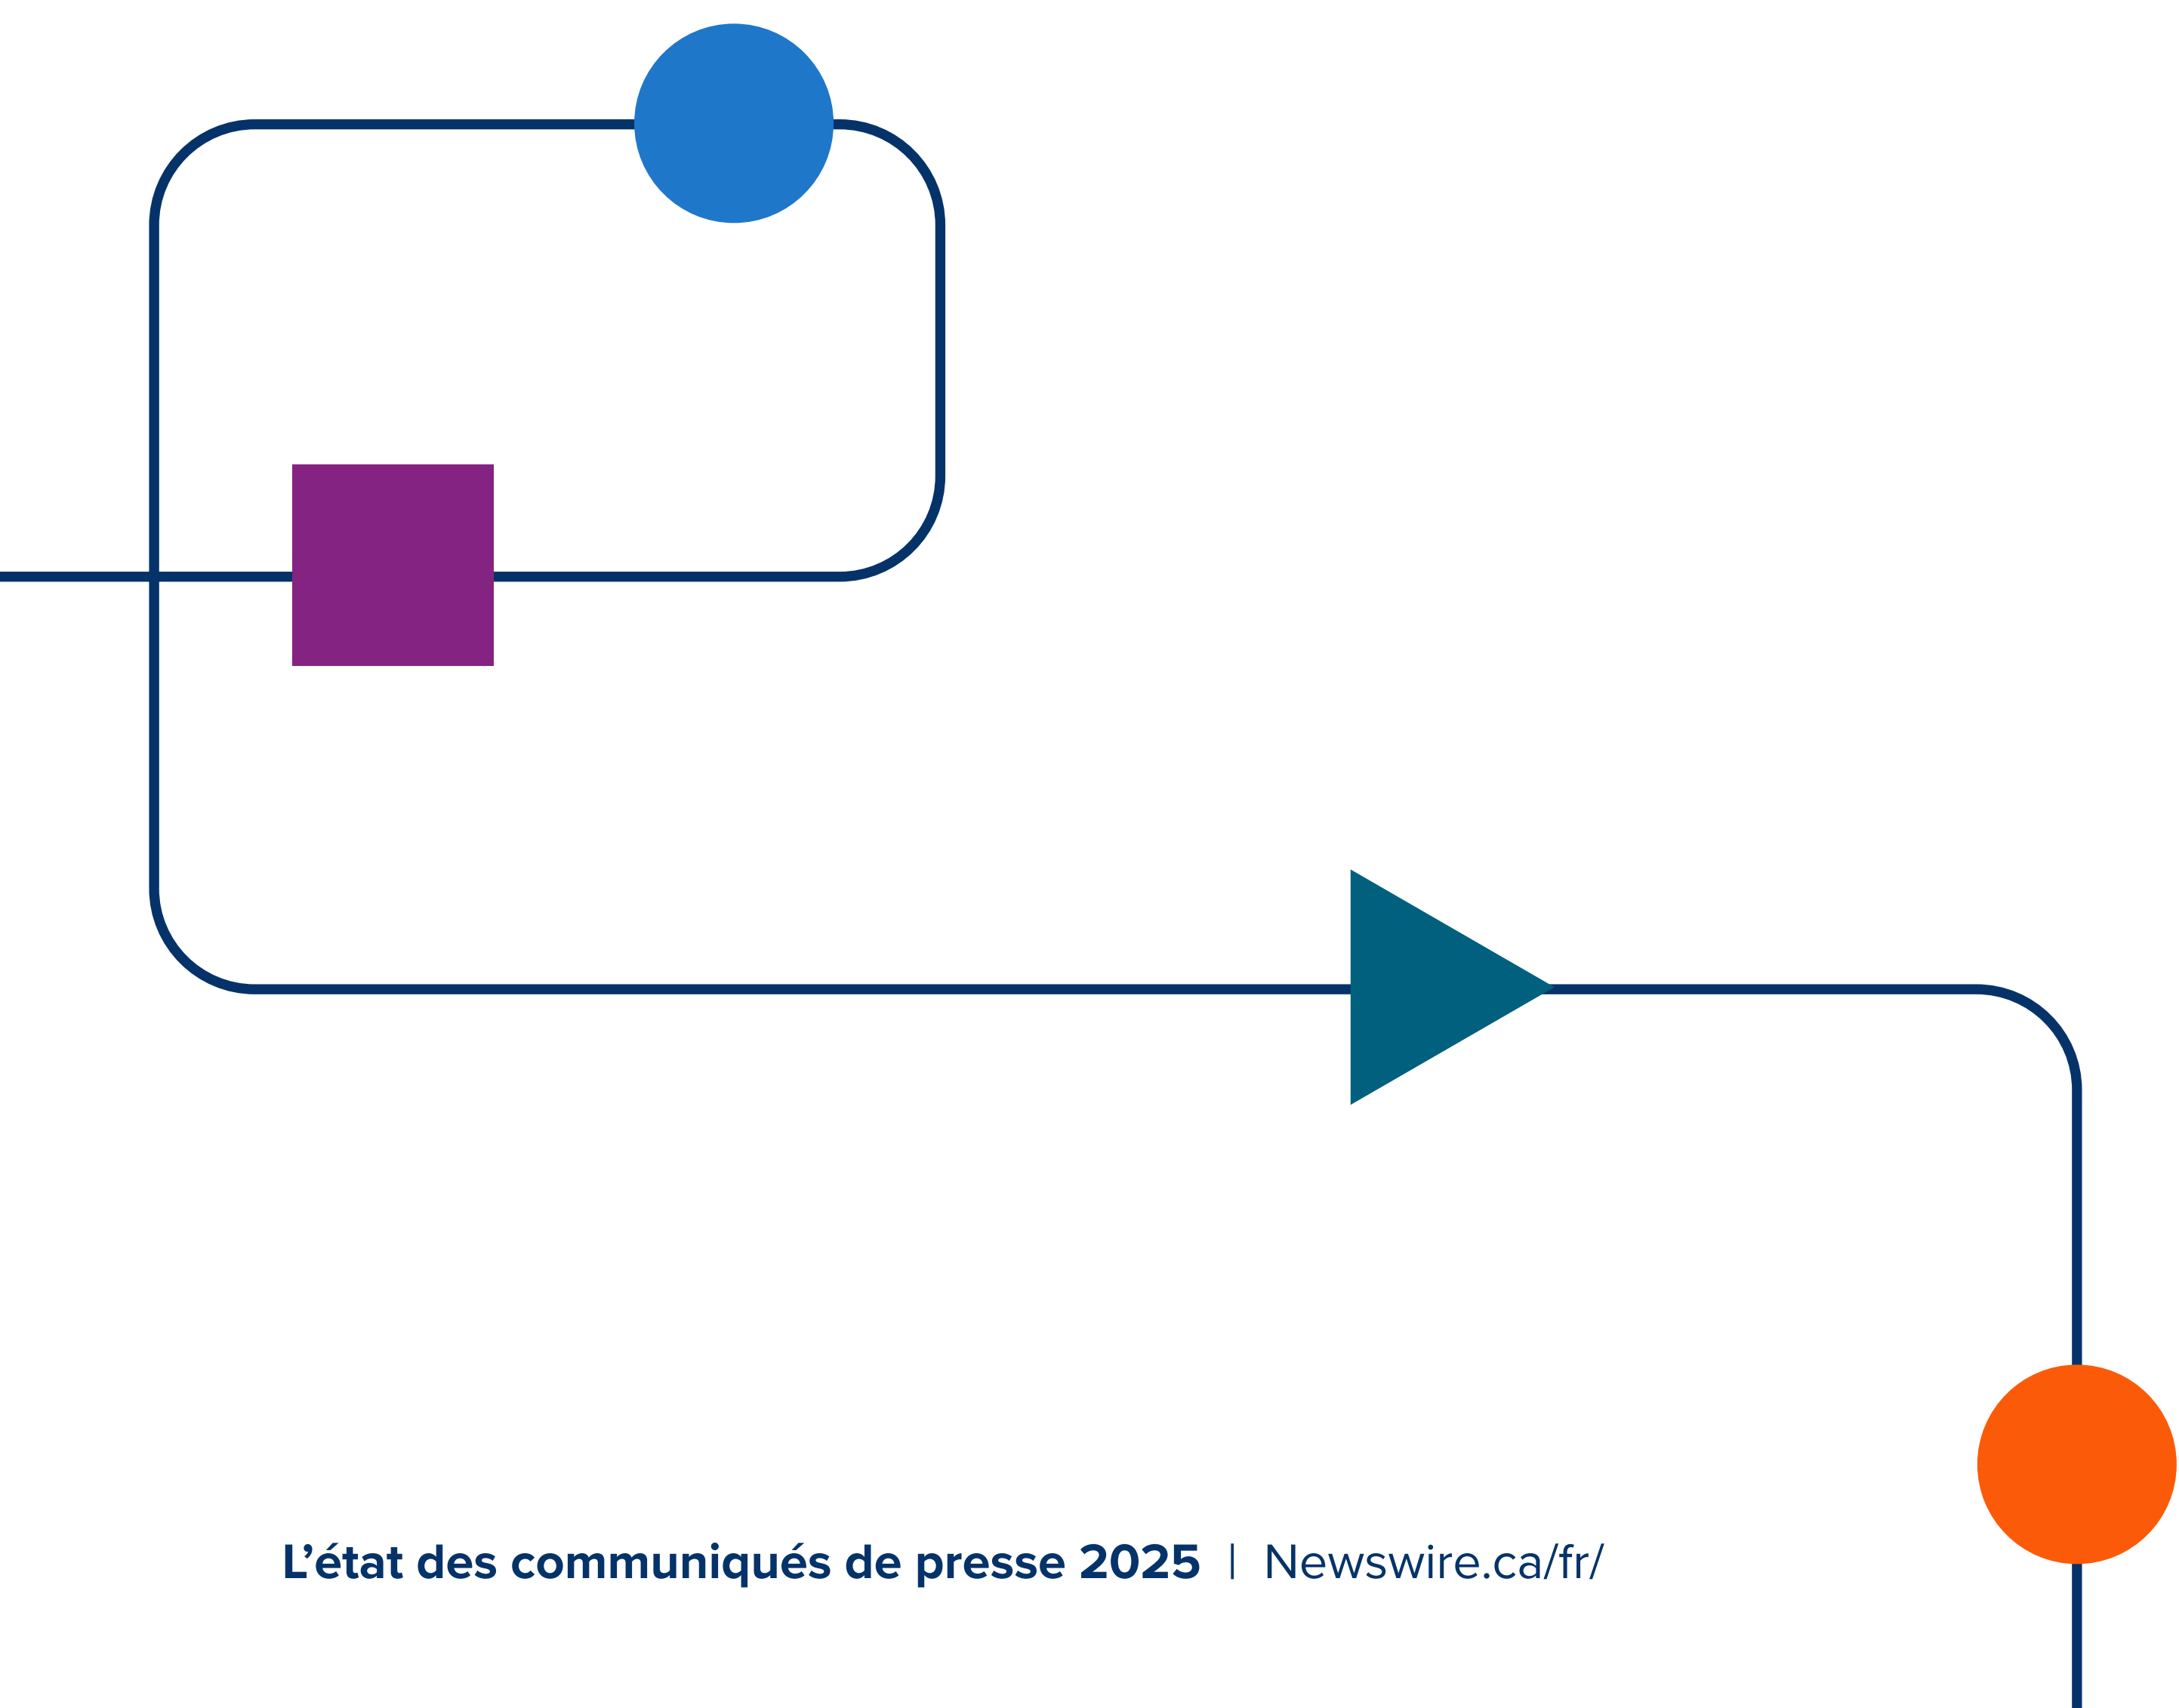 L’état des communiqués de presse 2025 | Newswire.ca/fr/